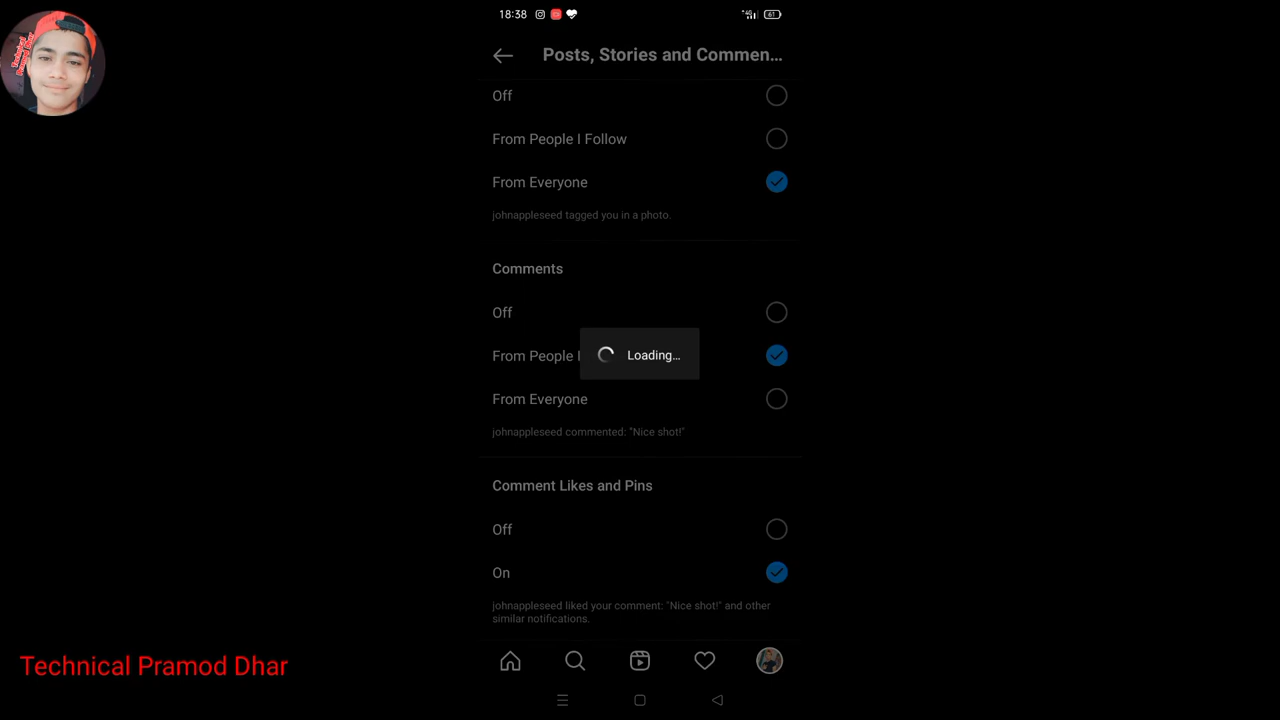 18:38
4G
61
Posts, Stories and Commen...
Off
From People I Follow
From Everyone
johnappleseed tagged you in a photo.
Comments
Off
From People I
Loading...
From Everyone
johnappleseed commented: "Nice shot!"
Comment Likes and Pins
Off
On
johnappleseed liked your comment: "Nice shot!" and other
similar notifications.
Technical Pramod Dhar